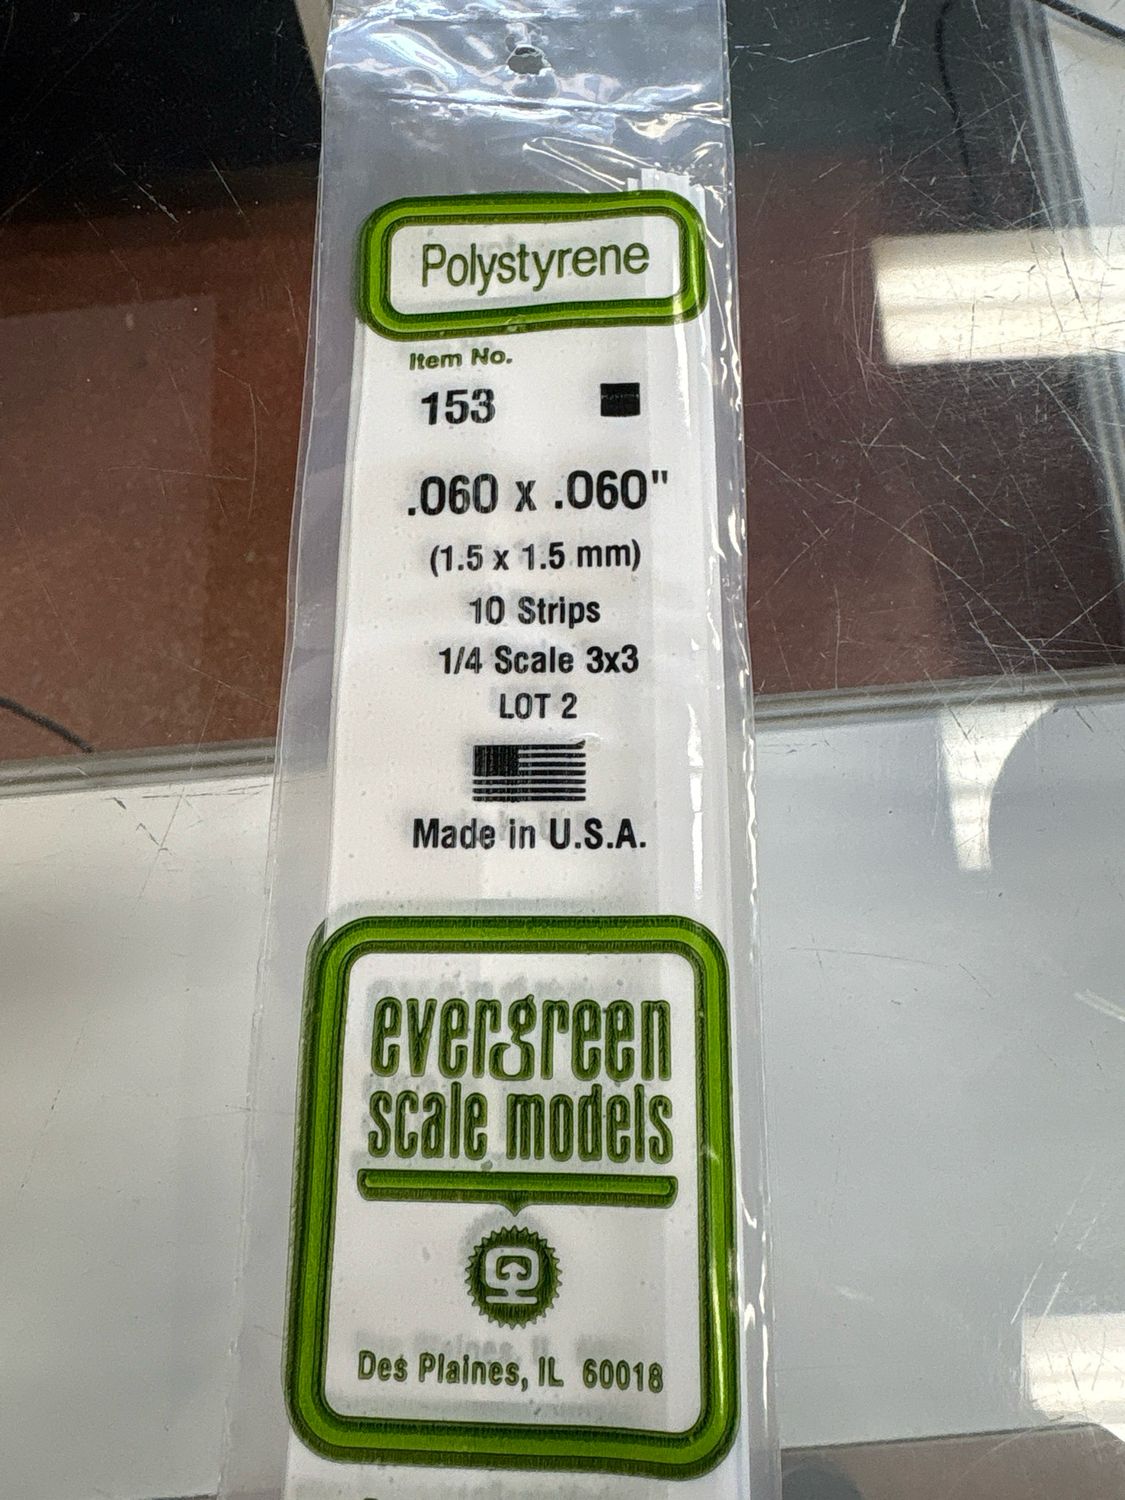 Polystyrene
Item No.
153
.060 x .060"
(1.5 x 1.5 mm)
10 Strips
1/4 Scale 3x3
LOT 2
Made in U.S.A.
evergreen
scale models
Des Plaines, IL 60018